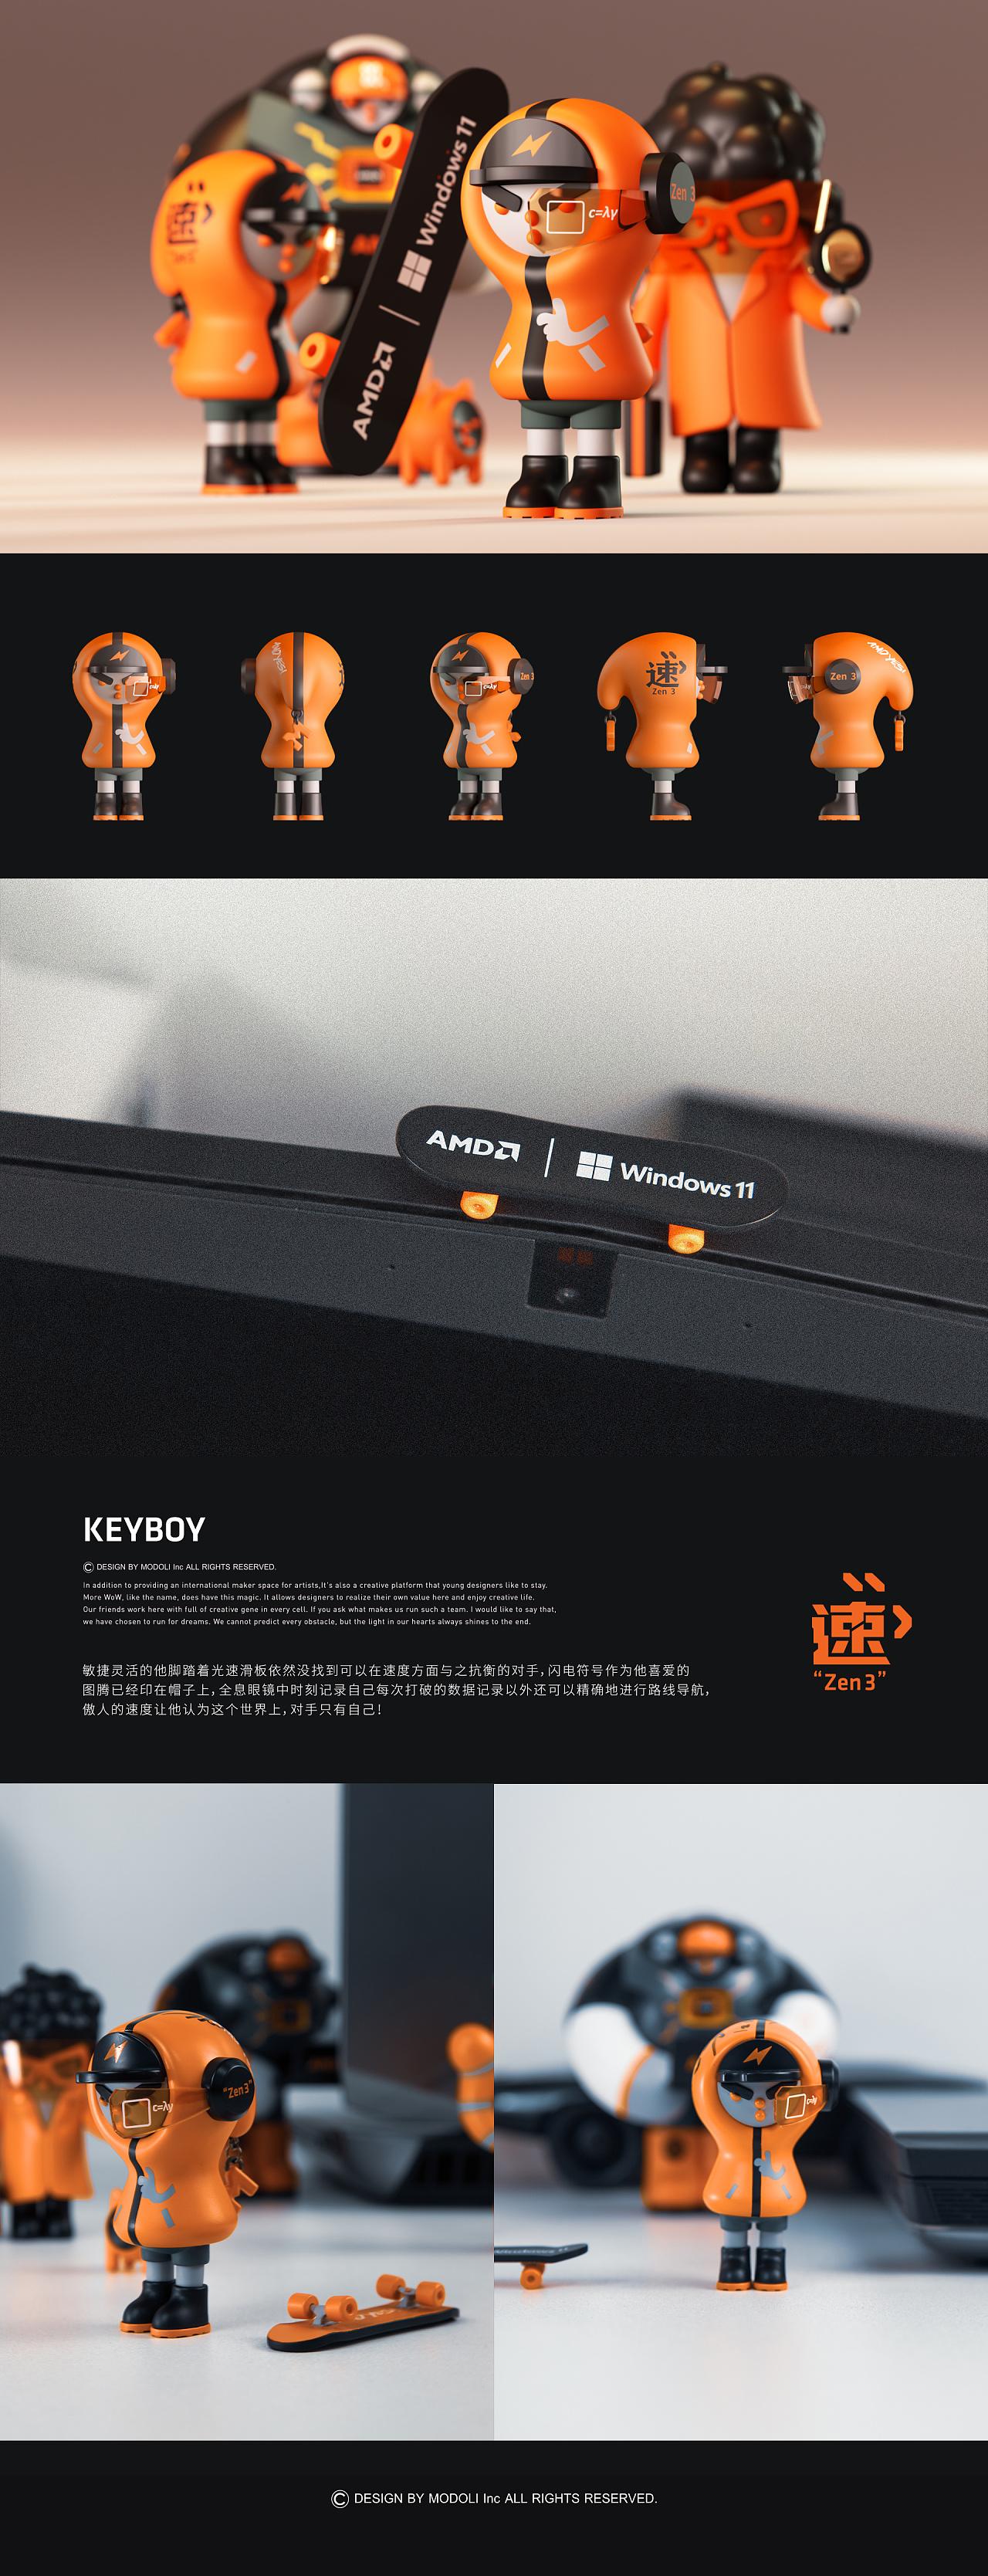 速
Zen 3
AMD
Windows 11
Zen 3
c=λγ
Zen 3
速
Zen 3
AMD YES!
Zen 3
AMD
Windows 11
KEYBOY
© DESIGN BY MODOLI Inc ALL RIGHTS RESERVED.
In addition to providing an international maker space for artists,It's also a creative platform that young designers like to stay.
More WoW, like the name, does have this magic. It allows designers to realize their own value here and enjoy creative life.
Our friends work here with full of creative gene in every cell. If you ask what makes us run such a team. I would like to say that,
we have chosen to run for dreams. We cannot predict every obstacle, but the light in our hearts always shines to the end.
敏捷灵活的他脚踏着光速滑板依然没找到可以在速度方面与之抗衡的对手,闪电符号作为他喜爱的
图腾已经印在帽子上,全息眼镜中时刻记录自己每次打破的数据记录以外还可以精确地进行路线导航,
傲人的速度让他认为这个世界上,对手只有自己!
速
“Zen 3”
“Zen 3”
c=λγ
© DESIGN BY MODOLI Inc ALL RIGHTS RESERVED.